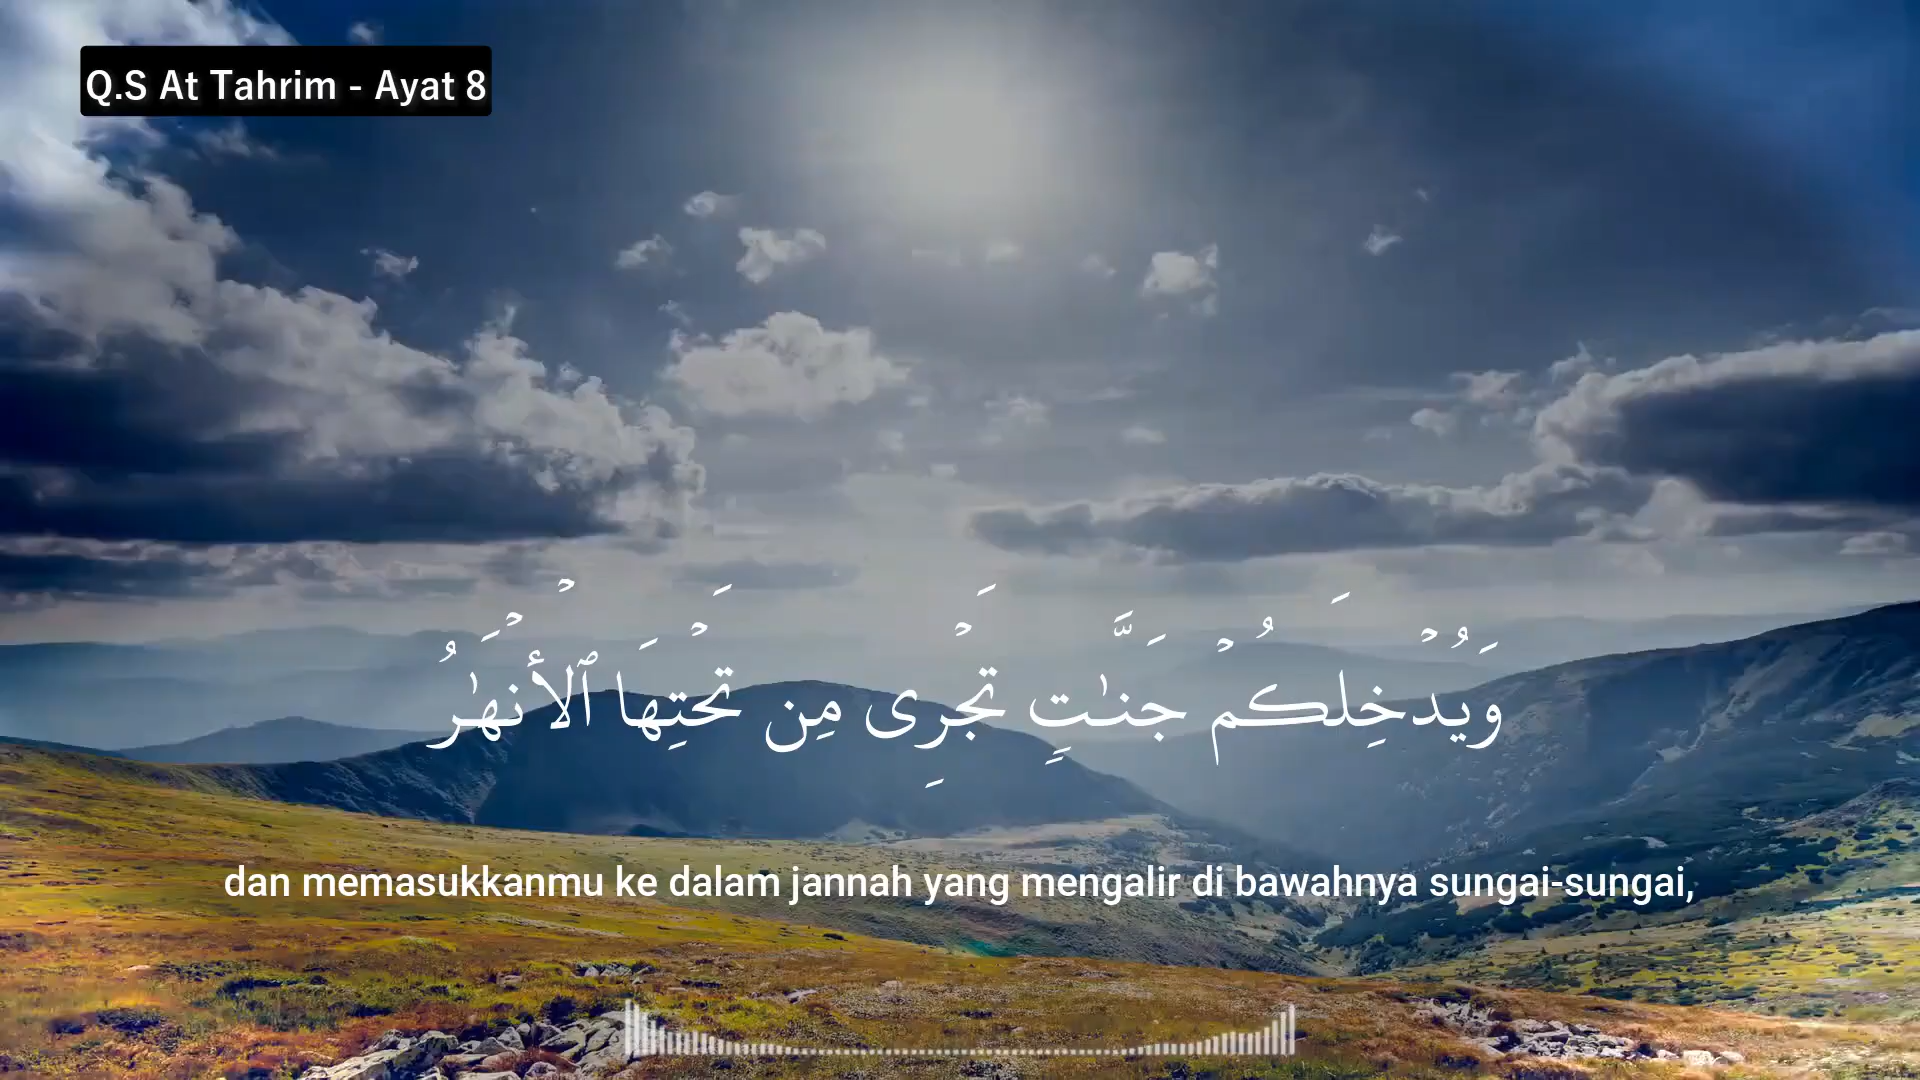 Q.S At Tahrim - Ayat 8
وَيُدْخِلَكُمْ جَنَّـٰتٍ تَجْرِى مِن تَحْتِهَا ٱلْأَنْهَـٰرُ
dan memasukkanmu ke dalam jannah yang mengalir di bawahnya sungai-sungai,